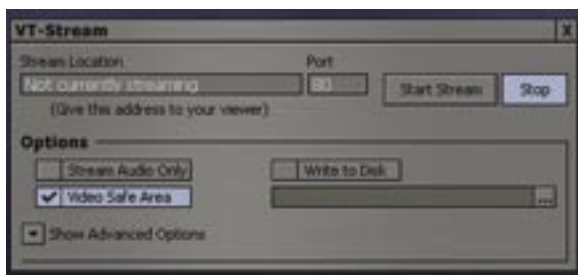 VT-Stream X
Stream Location Port
Not currently streaming 80 Start Stream Stop
(Give this address to your viewer)
Options
Stream Audio Only Write to Disk
Video Safe Area ...
Show Advanced Options